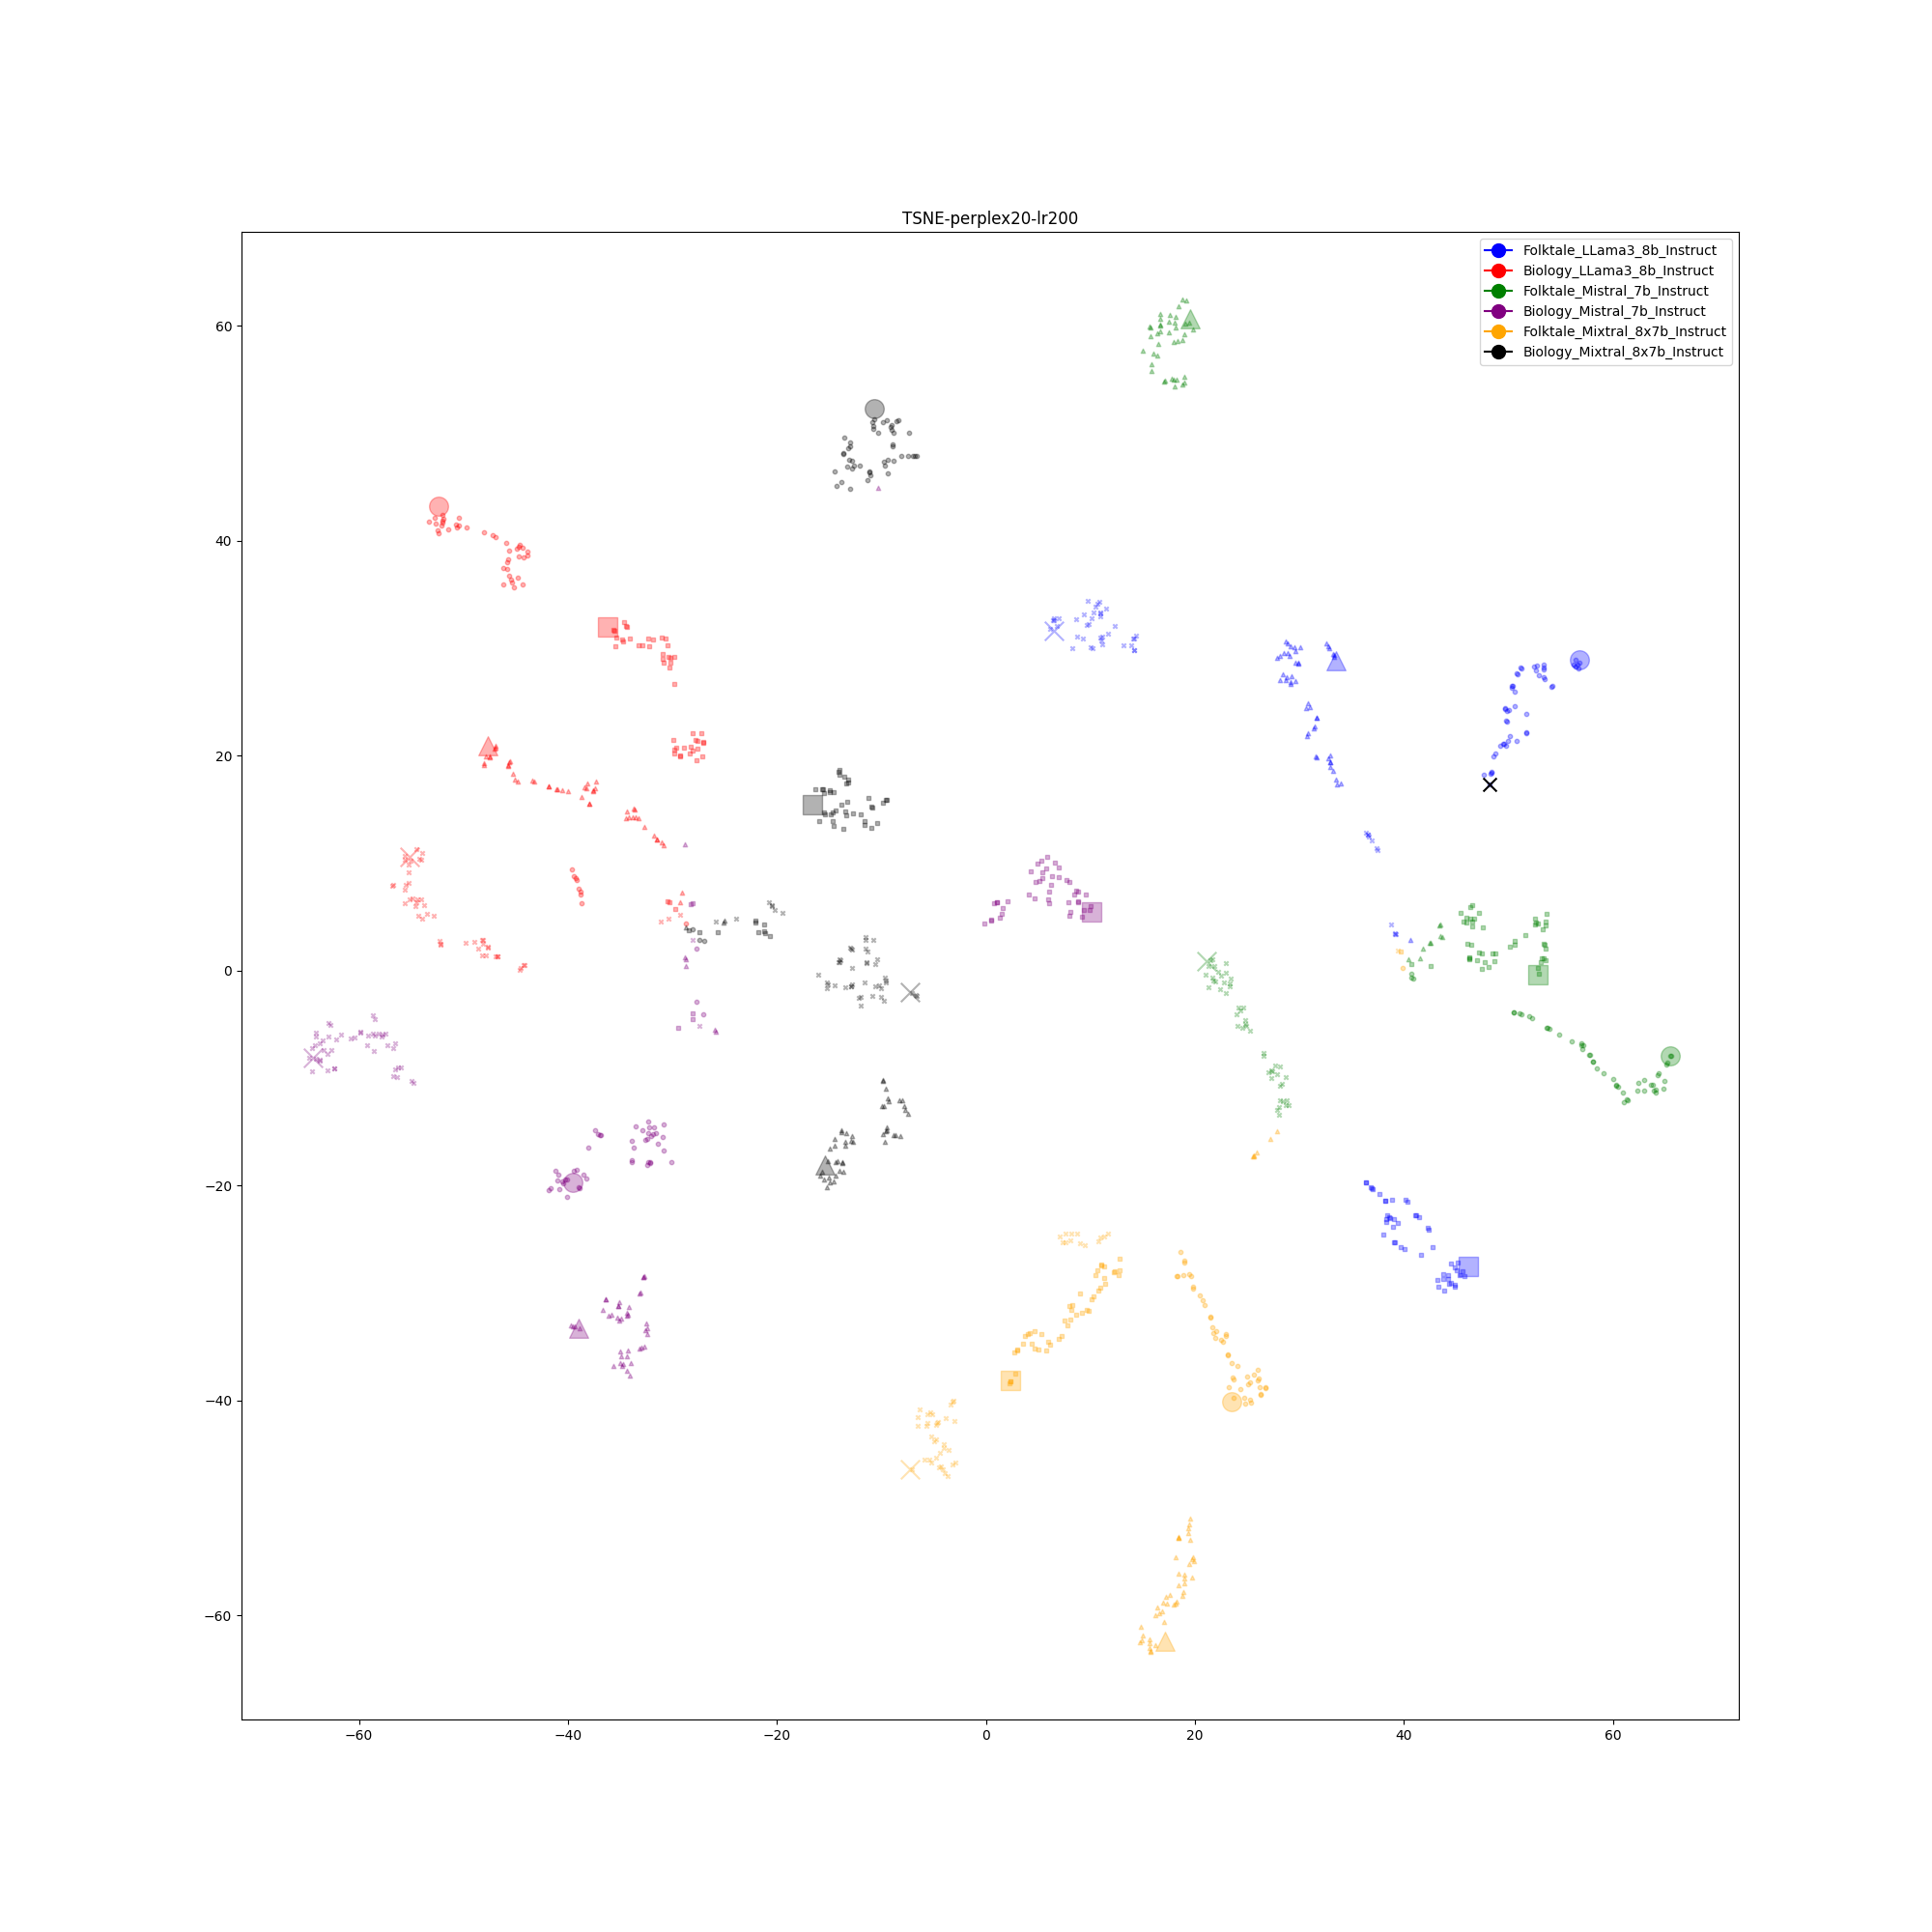 TSNE-perplex20-lr200
Folktale_LLama3_8b_Instruct
Biology_LLama3_8b_Instruct
Folktale_Mistral_7b_Instruct
Biology_Mistral_7b_Instruct
Folktale_Mixtral_8x7b_Instruct
Biology_Mixtral_8x7b_Instruct
60
40
20
0
−20
−40
−60
−60 −40 −20 0 20 40 60